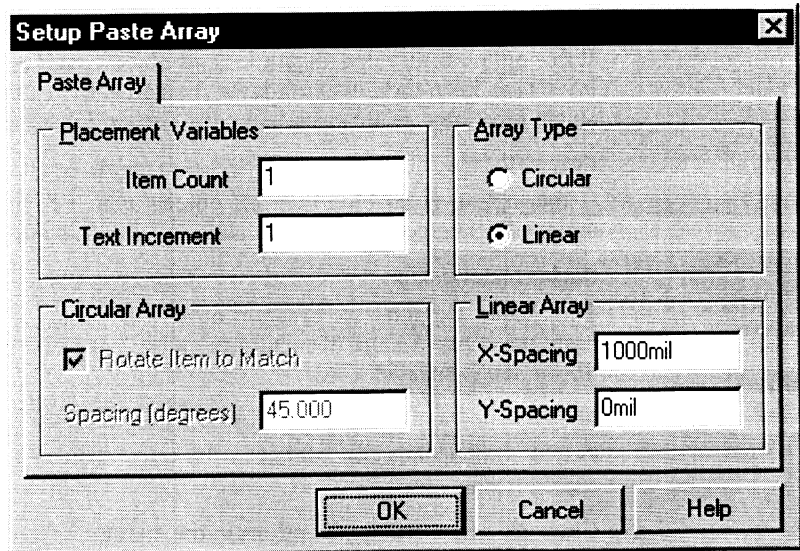 Setup Paste Array
Paste Array
Placement Variables
Item Count 1
Text Increment 1
Array Type
Circular
Linear
Circular Array
Rotate Item to Match
Spacing (degrees) 45.000
Linear Array
X-Spacing 1000mil
Y-Spacing 0mil
OK Cancel Help